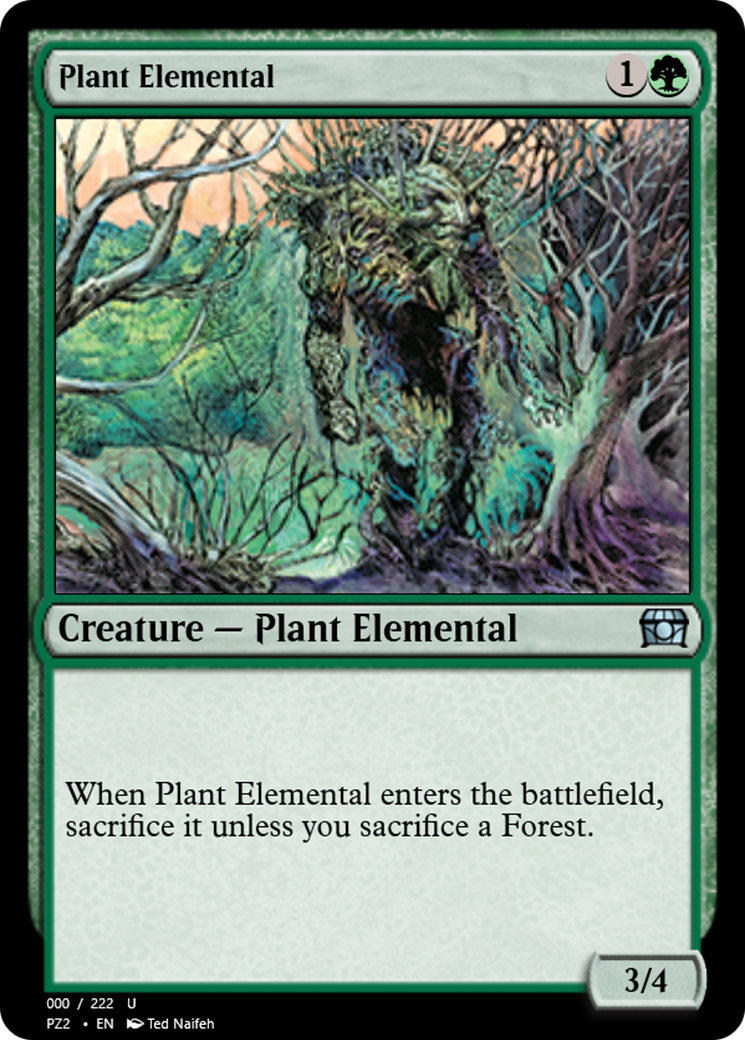 Plant Elemental 1
Creature — Plant Elemental
When Plant Elemental enters the battlefield,
sacrifice it unless you sacrifice a Forest.
3/4
000 / 222 U
PZ2 • EN Ted Naifeh